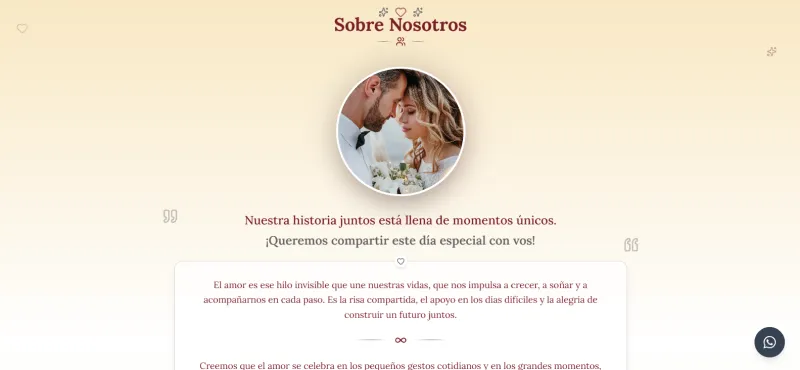 Sobre Nosotros
Nuestra historia juntos está llena de momentos únicos.
¡Queremos compartir este día especial con vos!
El amor es ese hilo invisible que une nuestras vidas, que nos impulsa a crecer, a soñar y a
acompañarnos en cada paso. Es la risa compartida, el apoyo en los días difíciles y la alegría de
construir un futuro juntos.
Creemos que el amor se celebra en los pequeños gestos cotidianos y en los grandes momentos,